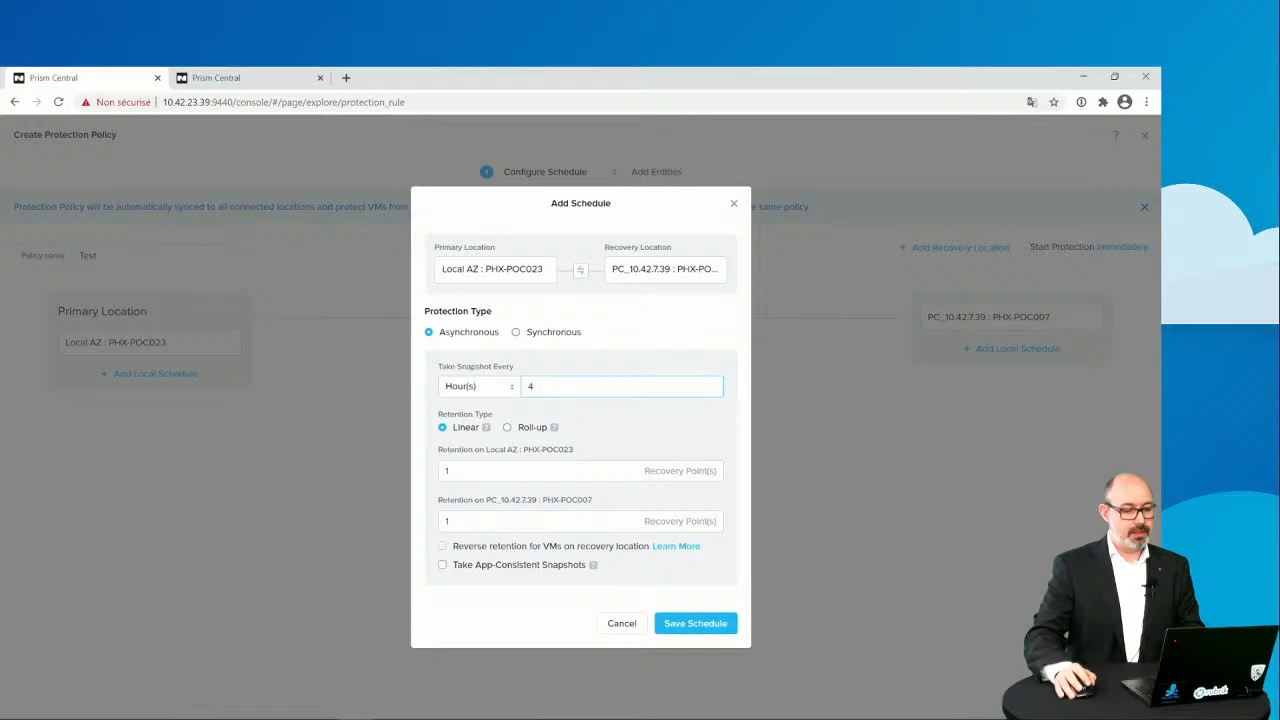 Prism Central
Prism Central
Non sécurisé
10.42.23.39:9440/console/#/page/explore/protection_rule
Create Protection Policy
?
1 Configure Schedule
2 Add Entities
Protection Policy will be automatically synced to all connected locations and protect VMs from
e same policy.
Policy name
Test
+ Add Recovery Location
Start Protection Immediately
Primary Location
Local AZ : PHX-POC023
+ Add Local Schedule
PC_10.42.7.39 : PHX-POC007
+ Add Local Schedule
Add Schedule
Primary Location
Recovery Location
Local AZ : PHX-POC023
PC_10.42.7.39 : PHX-PO...
Protection Type
Asynchronous
Synchronous
Take Snapshot Every
Hour(s)
4
Retention Type
Linear ?
Roll-up ?
Retention on Local AZ : PHX-POC023
1
Recovery Point(s)
Retention on PC_10.42.7.39 : PHX-POC007
1
Recovery Point(s)
Reverse retention for VMs on recovery location Learn More
Take App-Consistent Snapshots ?
Cancel
Save Schedule
rubrik